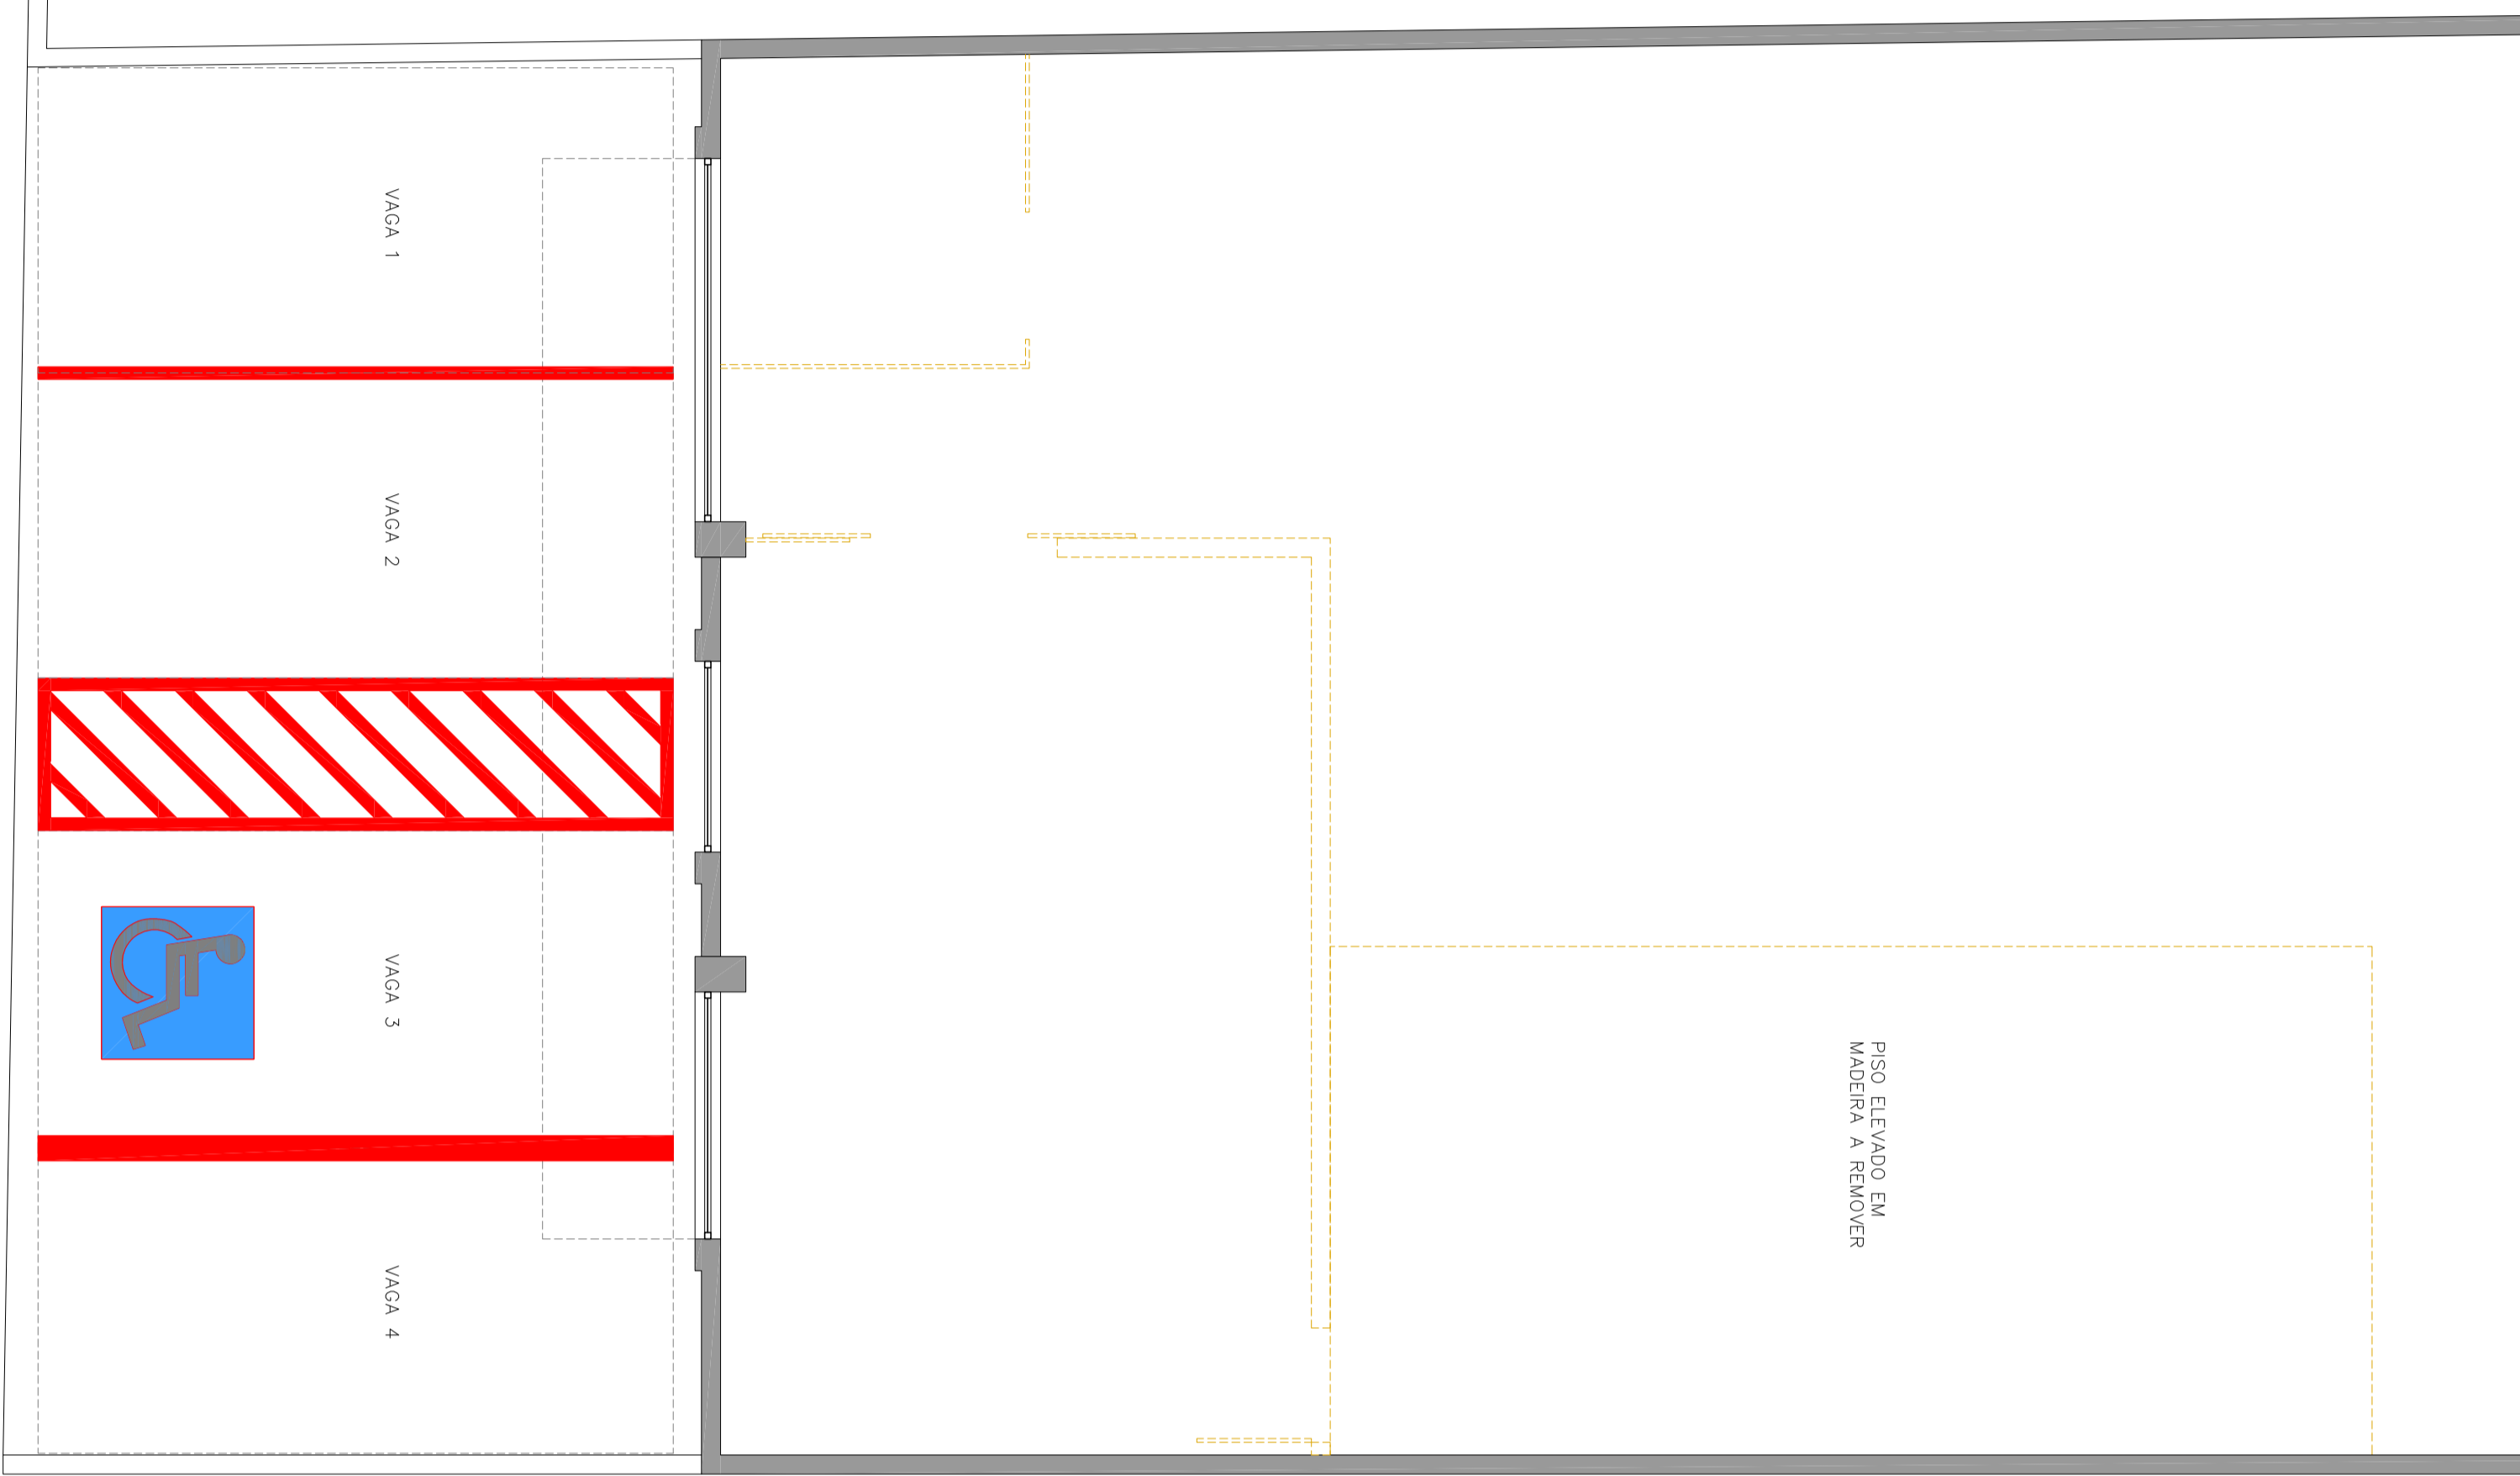 VAGA 1
VAGA 2
VAGA 3
VAGA 4
PISO ELEVADO EM
MADEIRA A REMOVER